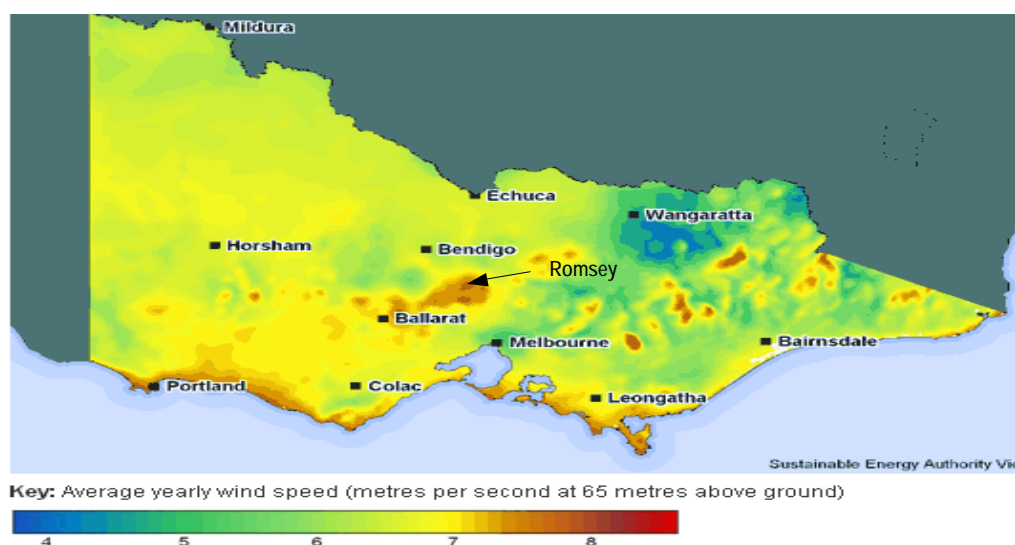 Mildura
Echuca
Wangaratta
Horsham
Bendigo
Romsey
Ballarat
Melbourne
Bairnsdale
Portland
Colac
Leongatha
Sustainable Energy Authority Vic
Key: Average yearly wind speed (metres per second at 65 metres above ground)
4 5 6 7 8